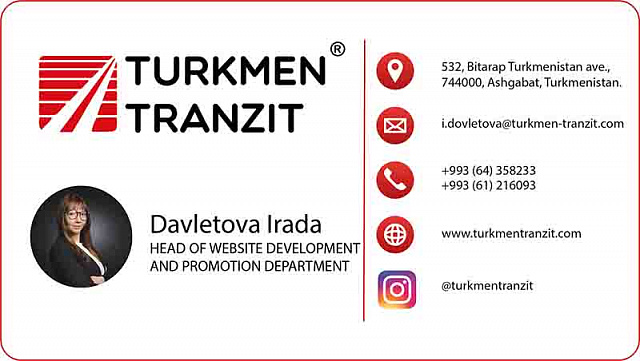 TURKMEN ®
TRANZIT
Davletova Irada
HEAD OF WEBSITE DEVELOPMENT
AND PROMOTION DEPARTMENT
532, Bitarap Turkmenistan ave.,
744000, Ashgabat, Turkmenistan.
i.dovletova@turkmen-tranzit.com
+993 (64) 358233
+993 (61) 216093
www.turkmentranzit.com
@turkmentranzit